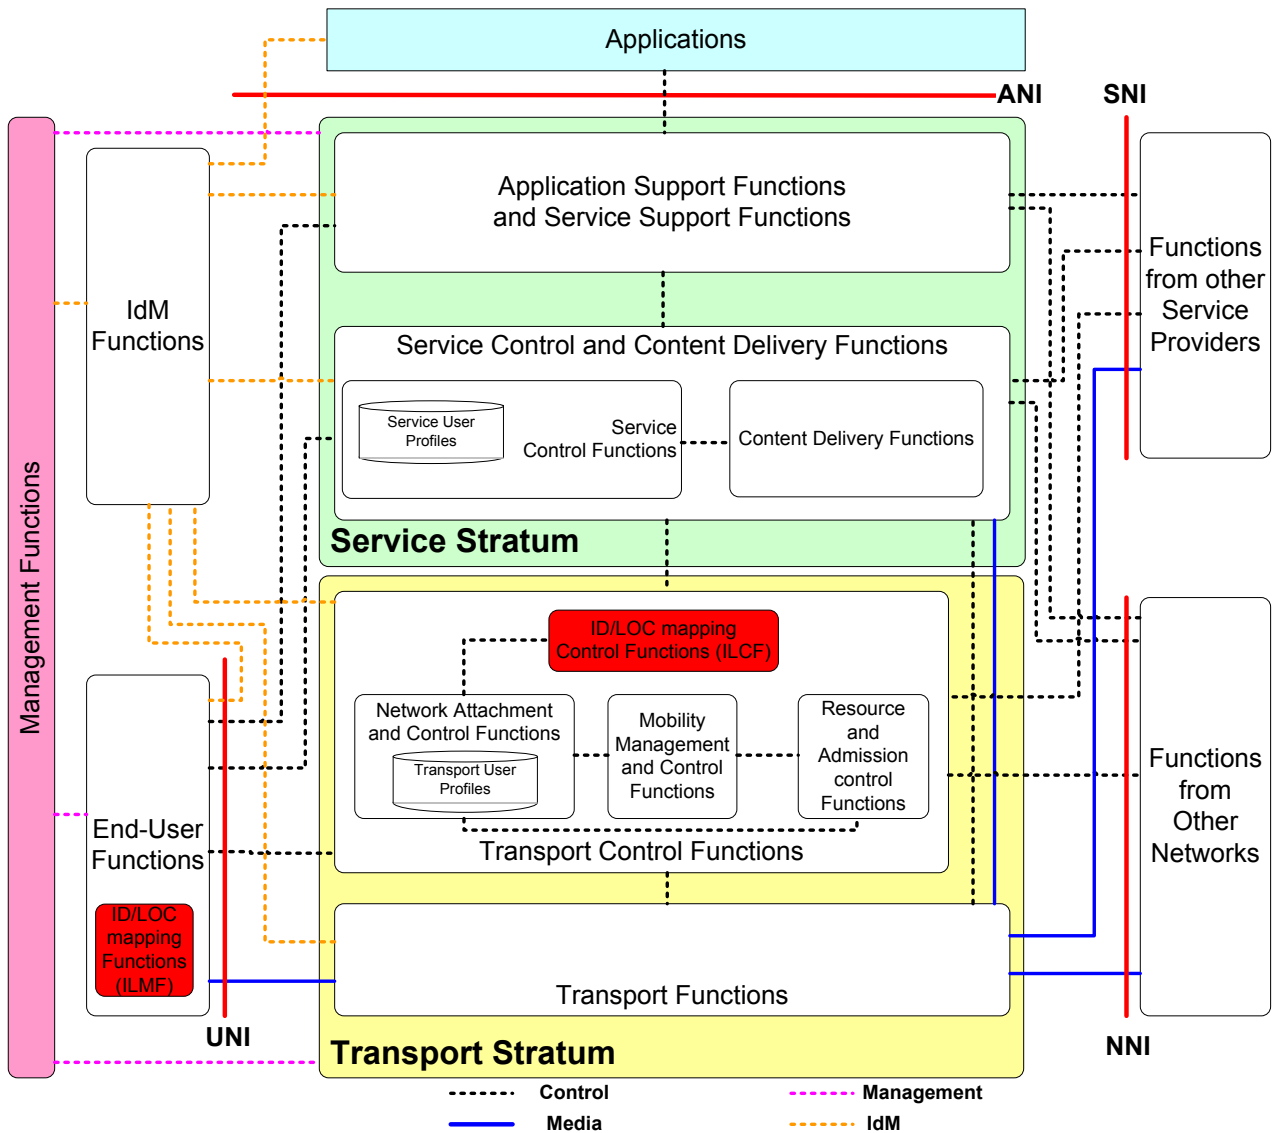 Applications
ANI
SNI
Application Support Functions
and Service Support Functions
Functions
from other
Service
Providers
IdM
Functions
Service Control and Content Delivery Functions
Service User
Profiles
Service
Control Functions
Content Delivery Functions
Service Stratum
Management Functions
ID/LOC mapping
Control Functions (ILCF)
Network Attachment
and Control Functions
Transport User
Profiles
Mobility
Management
and Control
Functions
Resource
and
Admission
control
Functions
Transport Control Functions
Functions
from
Other
Networks
End-User
Functions
ID/LOC
mapping
Functions
(ILMF)
Transport Functions
UNI
Transport Stratum
NNI
Control
Management
Media
IdM